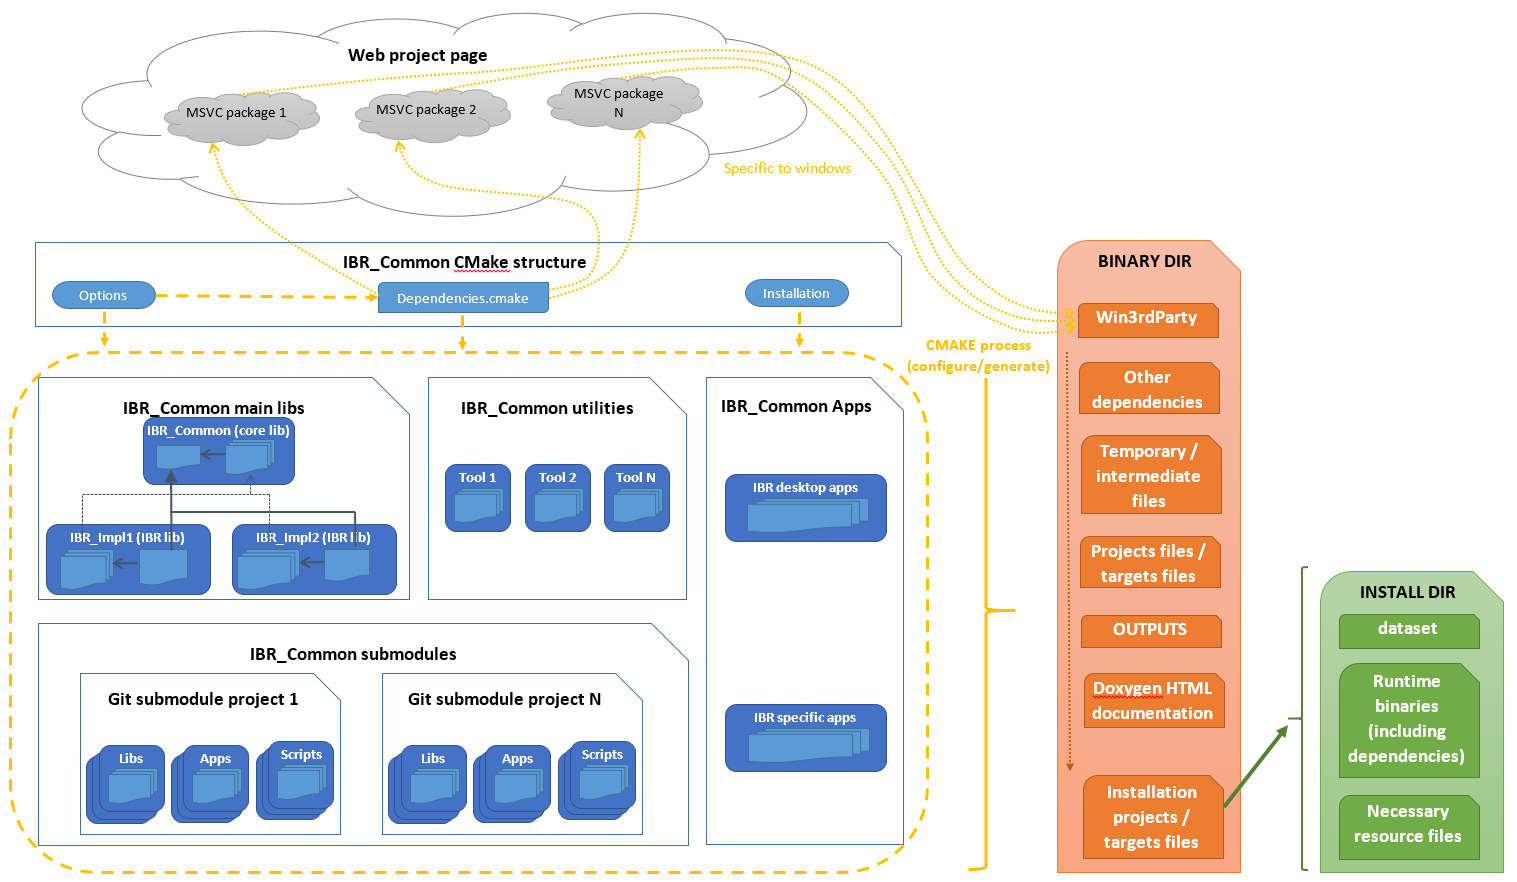 Web project page
MSVC package 1
MSVC package 2
MSVC package
N
Specific to windows
IBR_Common CMake structure
Options
Dependencies.cmake
Installation
CMAKE process
(configure/generate)
IBR_Common main libs
IBR_Common (core lib)
IBR_Impl1 (IBR lib)
IBR_Impl2 (IBR lib)
IBR_Common utilities
Tool 1
Tool 2
Tool N
IBR_Common Apps
IBR desktop apps
IBR specific apps
IBR_Common submodules
Git submodule project 1
Libs
Apps
Scripts
Git submodule project N
Libs
Apps
Scripts
BINARY DIR
Win3rdParty
Other
dependencies
Temporary /
intermediate
files
Projects files /
targets files
OUTPUTS
Doxygen HTML
documentation
Installation
projects /
targets files
INSTALL DIR
dataset
Runtime
binaries
(including
dependencies)
Necessary
resource files